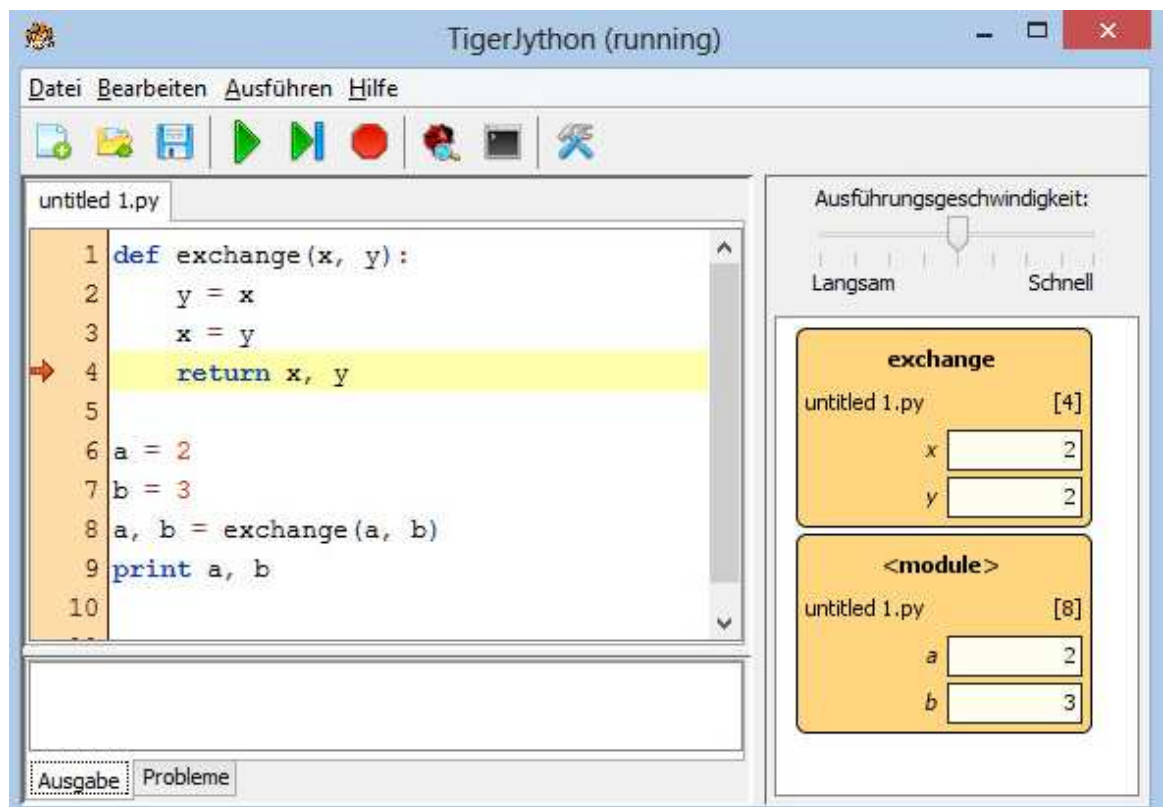 TigerJython (running)
Datei Bearbeiten Ausführen Hilfe
untitled 1.py
1 def exchange(x, y):
2     y = x
3     x = y
4     return x, y
5
6 a = 2
7 b = 3
8 a, b = exchange(a, b)
9 print a, b
10
Ausgabe Probleme
Ausführungsgeschwindigkeit:
Langsam Schnell
exchange
untitled 1.py [4]
x 2
y 2
<module>
untitled 1.py [8]
a 2
b 3